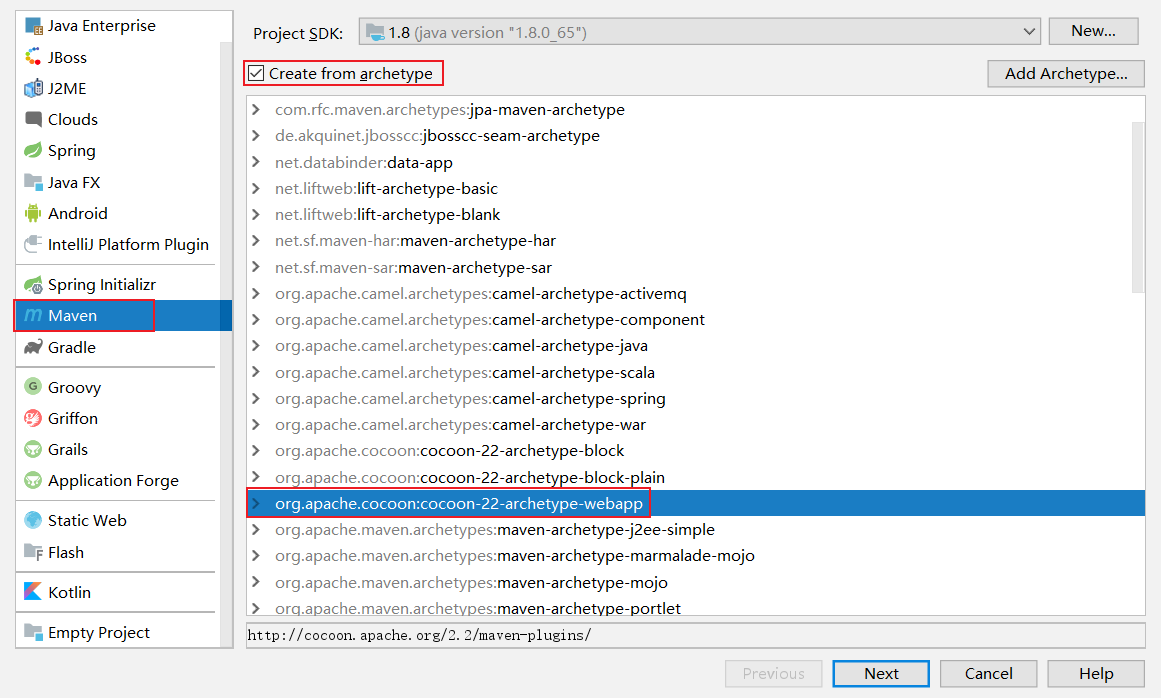 Java Enterprise
JBoss
J2ME
Clouds
Spring
Java FX
Android
IntelliJ Platform Plugin
Spring Initializr
Maven
Gradle
Groovy
Griffon
Grails
Application Forge
Static Web
Flash
Kotlin
Empty Project
Project SDK: 1.8 (java version "1.8.0_65") New...
Create from archetype Add Archetype...
com.rfc.maven.archetypes:jpa-maven-archetype
de.akquinet.jbosscc:jbosscc-seam-archetype
net.databinder:data-app
net.liftweb:lift-archetype-basic
net.liftweb:lift-archetype-blank
net.sf.maven-har:maven-archetype-har
net.sf.maven-sar:maven-archetype-sar
org.apache.camel.archetypes:camel-archetype-activemq
org.apache.camel.archetypes:camel-archetype-component
org.apache.camel.archetypes:camel-archetype-java
org.apache.camel.archetypes:camel-archetype-scala
org.apache.camel.archetypes:camel-archetype-spring
org.apache.camel.archetypes:camel-archetype-war
org.apache.cocoon:cocoon-22-archetype-block
org.apache.cocoon:cocoon-22-archetype-block-plain
org.apache.cocoon:cocoon-22-archetype-webapp
org.apache.maven.archetypes:maven-archetype-j2ee-simple
org.apache.maven.archetypes:maven-archetype-marmalade-mojo
org.apache.maven.archetypes:maven-archetype-mojo
org.apache.maven.archetypes:maven-archetype-portlet
http://cocoon.apache.org/2.2/maven-plugins/
Previous Next Cancel Help